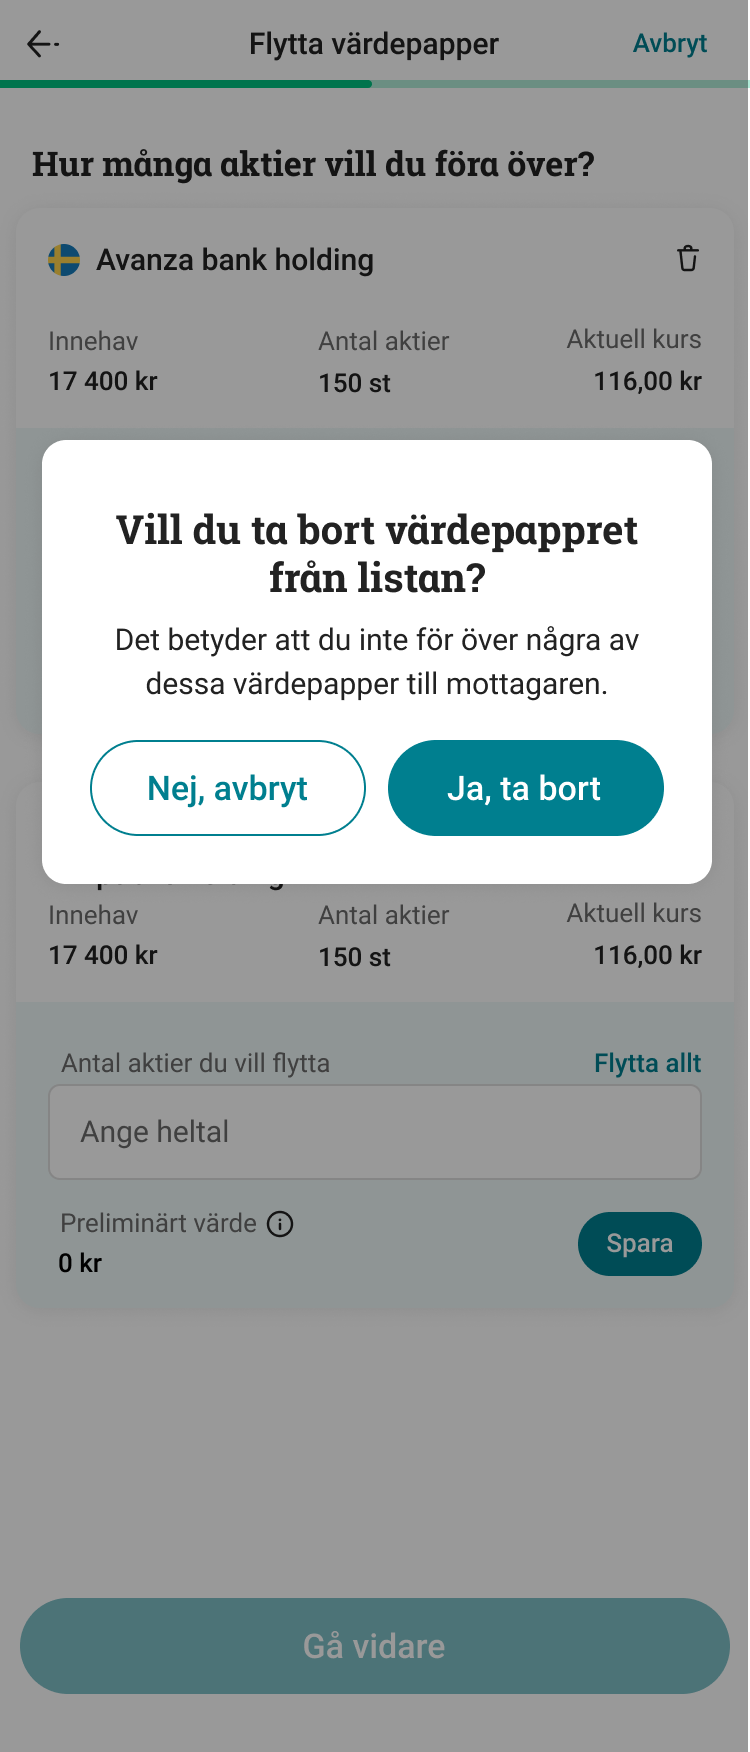 Flytta värdepapper
Avbryt
Hur många aktier vill du föra över?
Avanza bank holding
Innehav Antal aktier Aktuell kurs
17 400 kr 150 st 116,00 kr
Vill du ta bort värdepappret
från listan?
Det betyder att du inte för över några av
dessa värdepapper till mottagaren.
Nej, avbryt
Ja, ta bort
Innehav Antal aktier Aktuell kurs
17 400 kr 150 st 116,00 kr
Antal aktier du vill flytta
Flytta allt
Ange heltal
Preliminärt värde
0 kr
Spara
Gå vidare